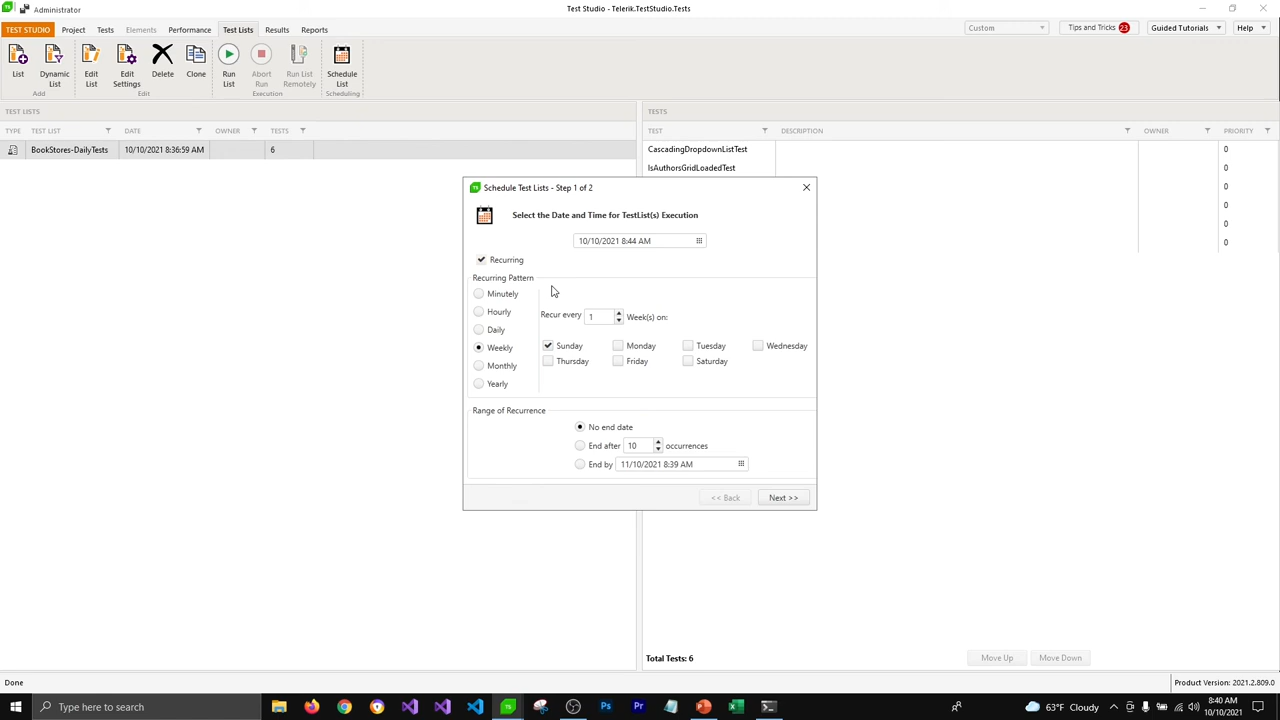 Administrator
Test Studio - Telerik.TestStudio.Tests
TEST STUDIO Project Tests Elements Performance Test Lists Results Reports
Custom Tips and Tricks 23 Guided Tutorials Help
List Dynamic List Edit List Edit Settings Delete Clone Run List Abort Run Run List Remotely Schedule List
Add Edit Execution Scheduling
TEST LISTS
TYPE TEST LIST DATE OWNER TESTS
BookStores-DailyTests 10/10/2021 8:36:59 AM 6
TESTS
TEST DESCRIPTION OWNER PRIORITY
CascadingDropdownListTest 0
IsAuthorsGridLoadedTest 0
0
0
0
0
Schedule Test Lists - Step 1 of 2
Select the Date and Time for TestList(s) Execution
10/10/2021 8:44 AM
Recurring
Recurring Pattern
Minutely
Hourly
Daily
Weekly
Monthly
Yearly
Recur every 1 Week(s) on:
Sunday Monday Tuesday Wednesday
Thursday Friday Saturday
Range of Recurrence
No end date
End after 10 occurrences
End by 11/10/2021 8:39 AM
<< Back Next >>
Total Tests: 6 Move Up Move Down
Done Product Version: 2021.2.809.0
Type here to search
63°F Cloudy
8:40 AM
10/10/2021